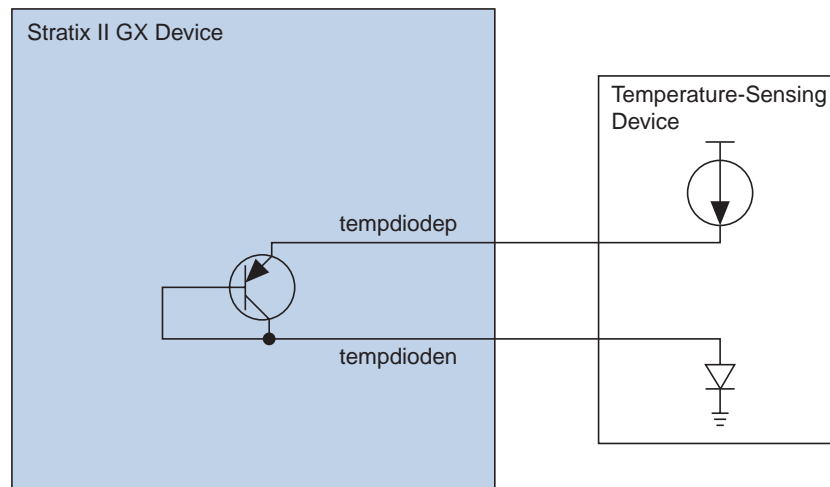 Stratix II GX Device
Temperature-Sensing
Device
tempdiodep
tempdioden